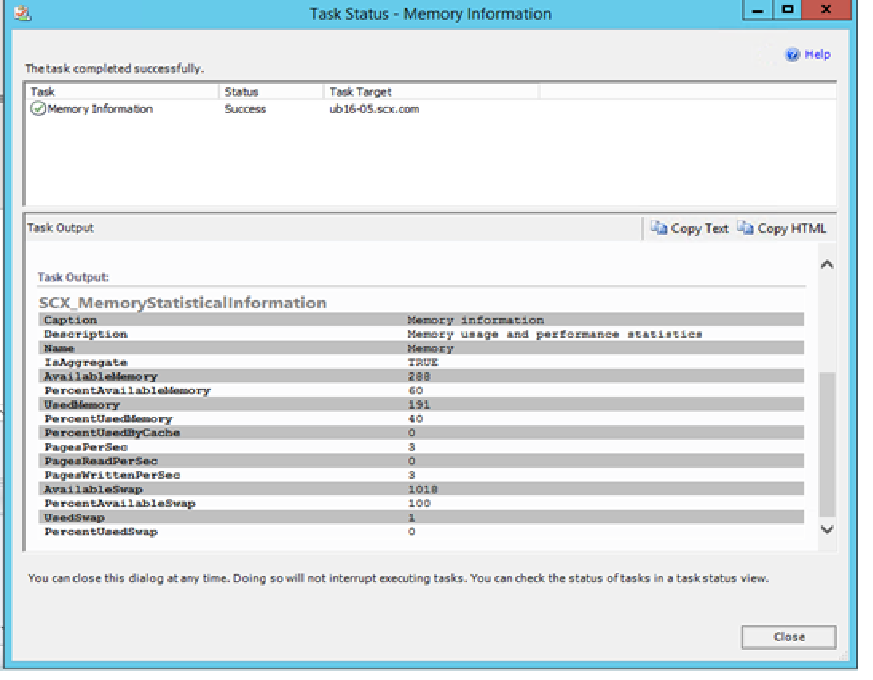 Task Status - Memory Information
Help
The task completed successfully.
Task Status Task Target
Memory Information Success ub16-05.scx.com
Task Output Copy Text Copy HTML
Task Output:
SCX_MemoryStatisticalInformation
Caption Memory information
Description Memory usage and performance statistics
Name Memory
IsAggregate TRUE
AvailableMemory 288
PercentAvailableMemory 60
UsedMemory 191
PercentUsedMemory 40
PercentUsedByCache 0
PagesPerSec 3
PagesReadPerSec 0
PagesWrittenPerSec 3
AvailableSwap 1018
PercentAvailableSwap 100
UsedSwap 1
PercentUsedSwap 0
You can close this dialog at any time. Doing so will not interrupt executing tasks. You can check the status of tasks in a task status view.
Close